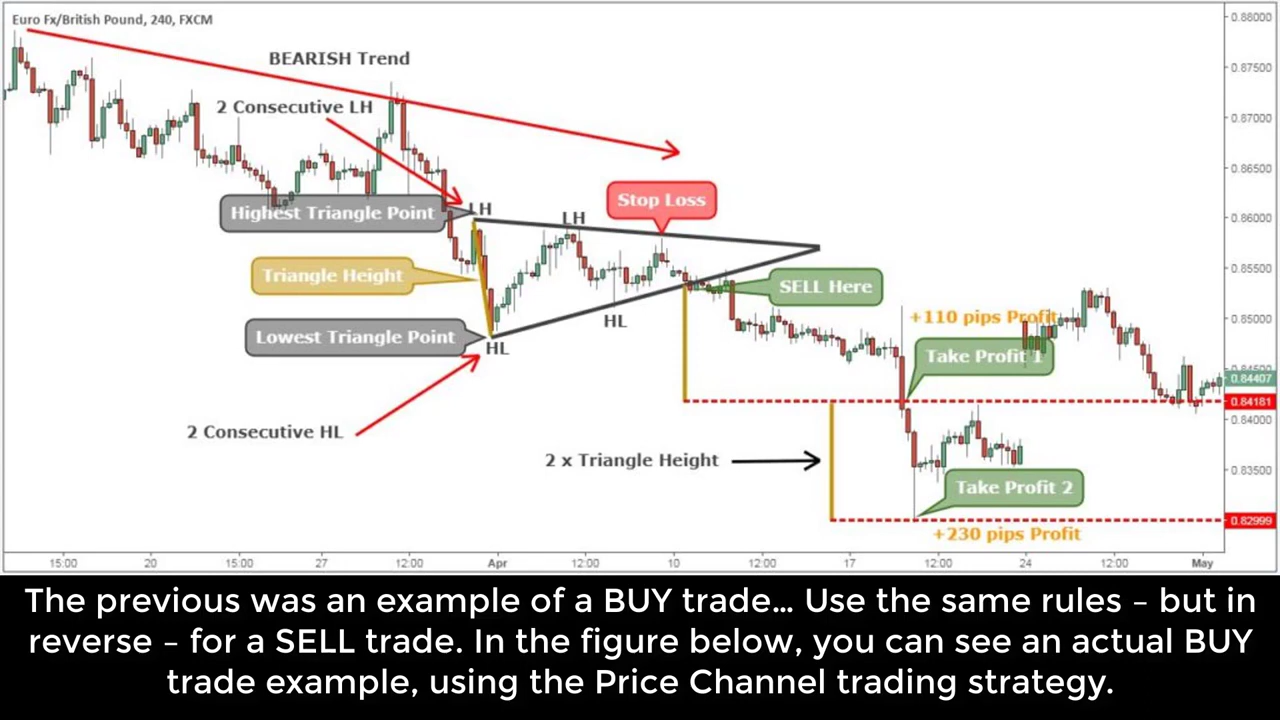 Euro Fx/British Pound, 240, FXCM
0.88000
BEARISH Trend
0.87500
2 Consecutive LH
0.87000
0.86500
Stop Loss
Highest Triangle Point
LH
LH
0.86000
Triangle Height
0.85500
SELL Here
HL
+110 pips Profit
0.85000
Lowest Triangle Point
HL
Take Profit 1
0.84500
0.84407
0.84181
0.84000
2 Consecutive HL
2 x Triangle Height
0.83500
Take Profit 2
0.82999
+230 pips Profit
15:00 20 15:00 27 12:00 Apr 12:00 10 12:00 17 12:00 24 12:00 May
The previous was an example of a BUY trade... Use the same rules – but in
reverse – for a SELL trade. In the figure below, you can see an actual BUY
trade example, using the Price Channel trading strategy.